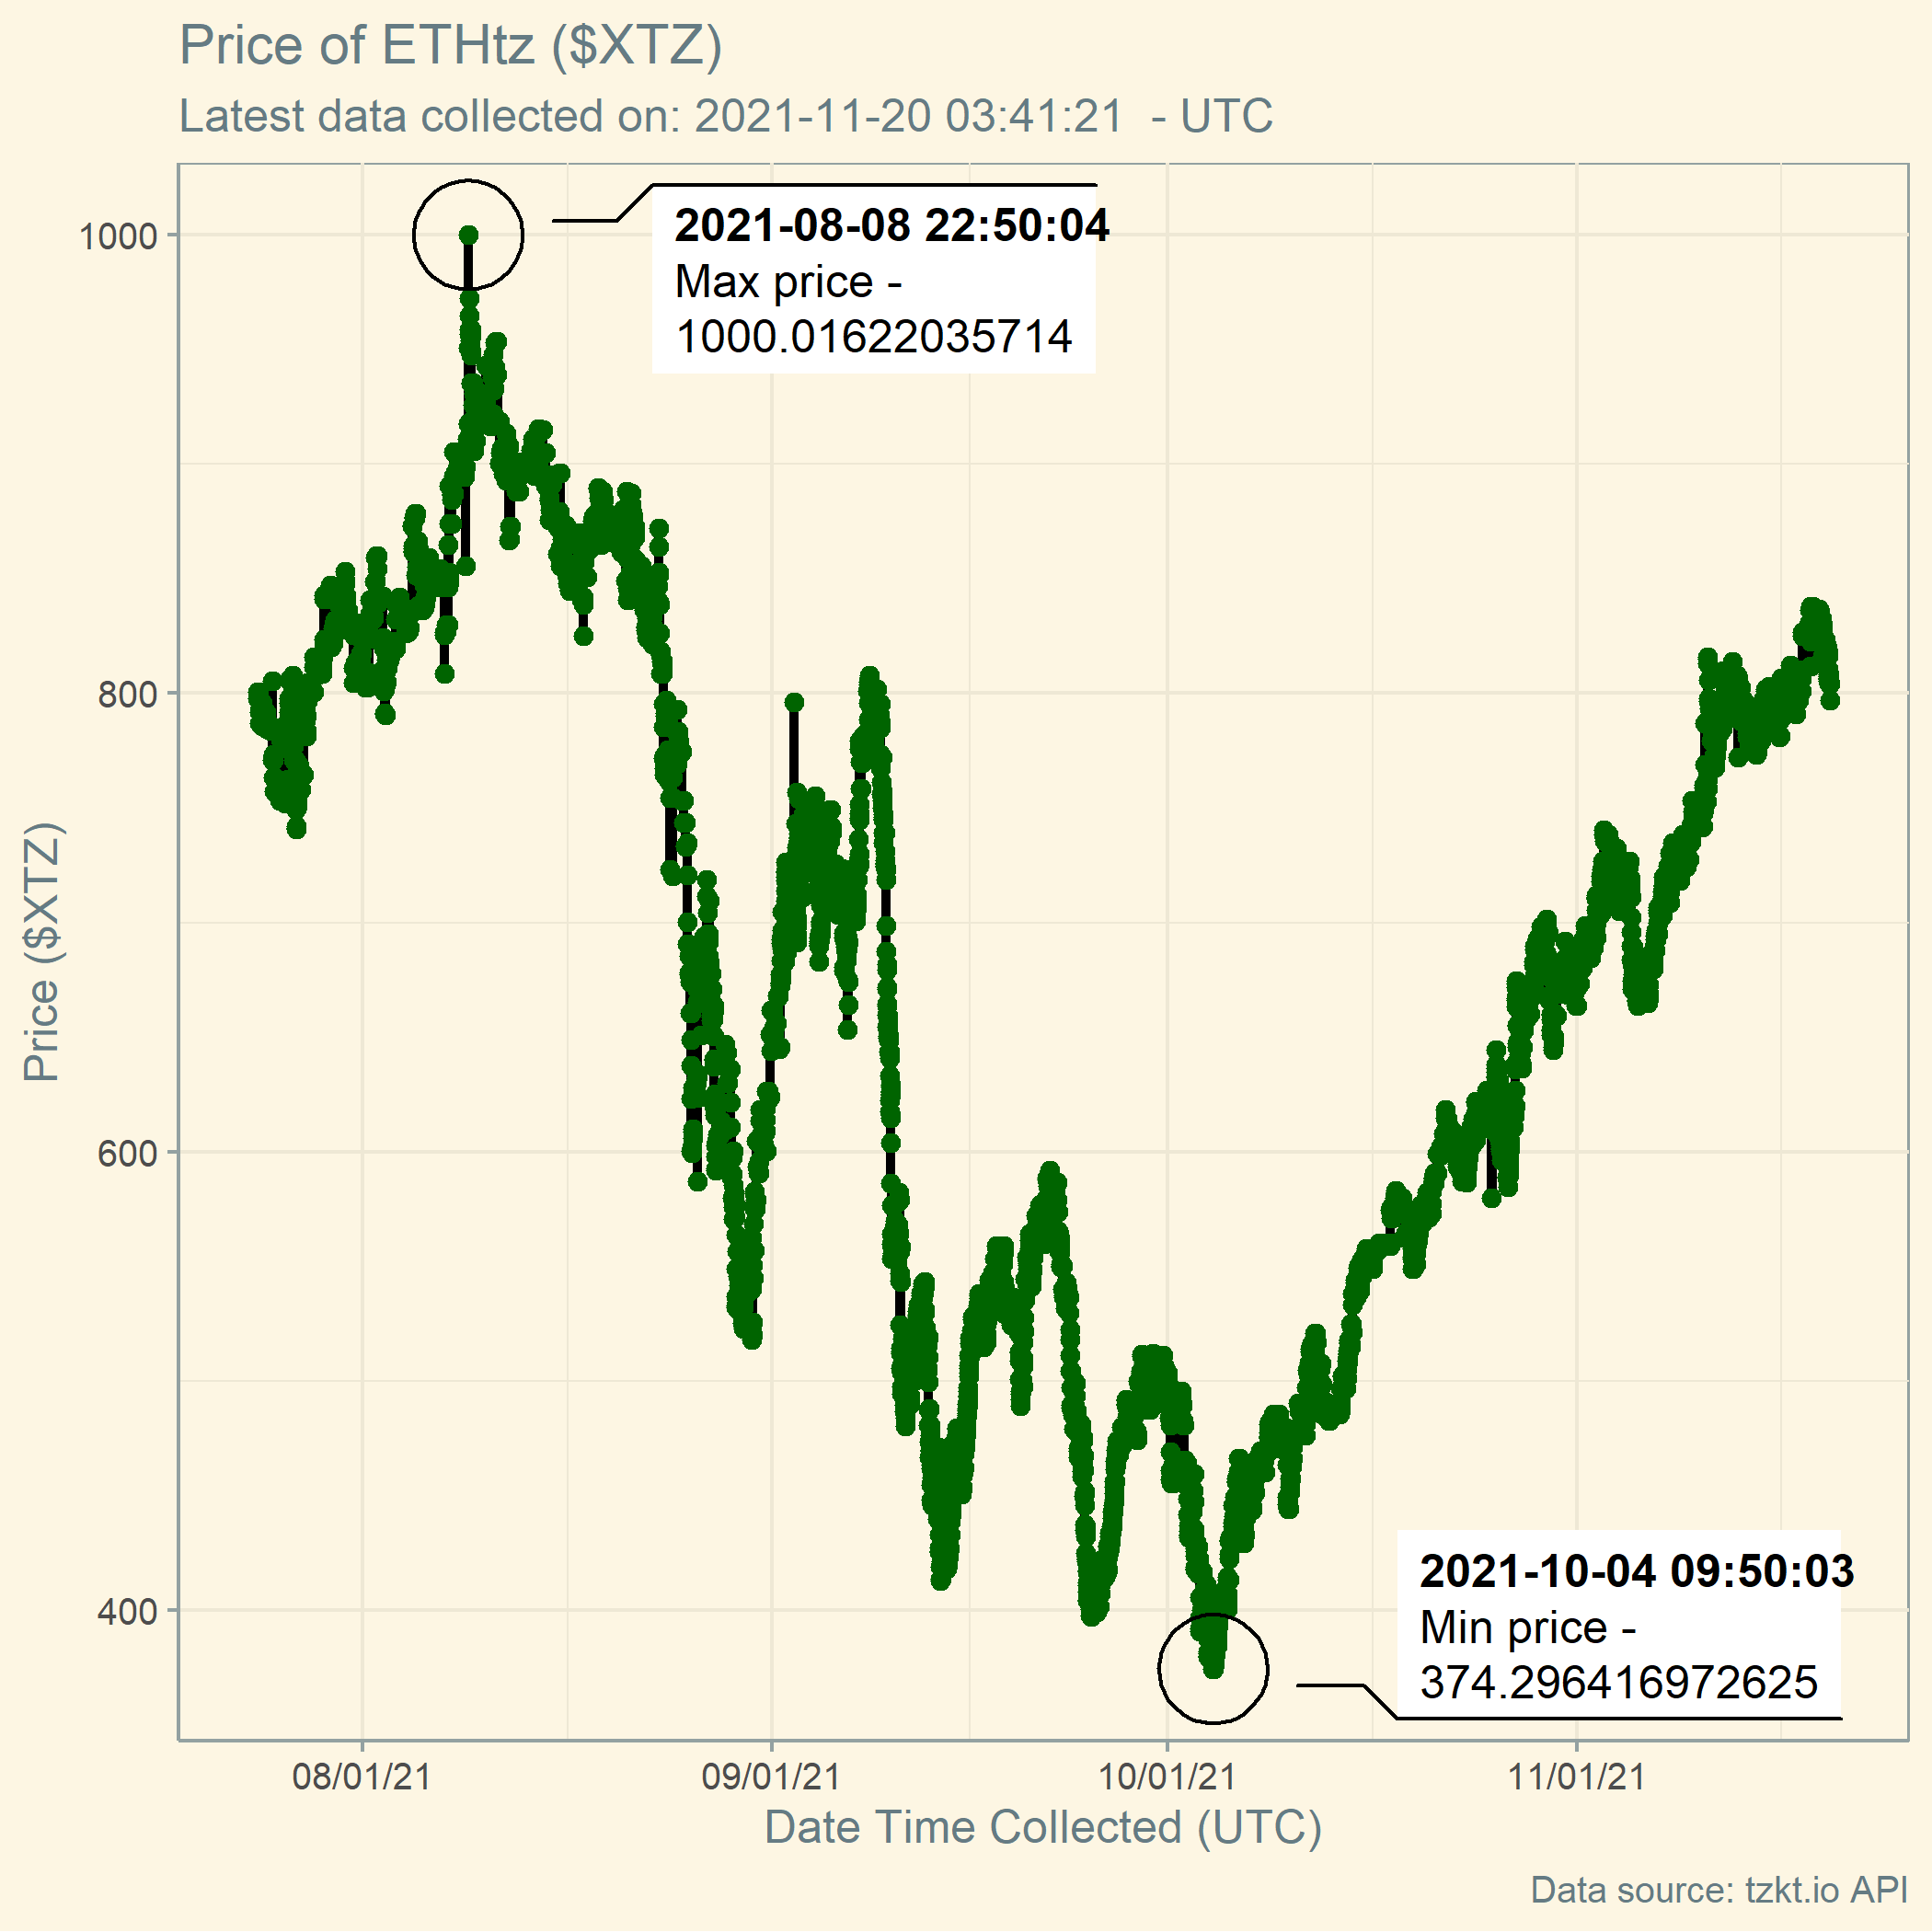 Price of ETHtz ($XTZ)
Latest data collected on: 2021-11-20 03:41:21  - UTC
1000
2021-08-08 22:50:04
Max price -
1000.01622035714
800
Price ($XTZ)
600
400
2021-10-04 09:50:03
Min price -
374.296416972625
08/01/21
09/01/21
10/01/21
11/01/21
Date Time Collected (UTC)
Data source: tzkt.io API